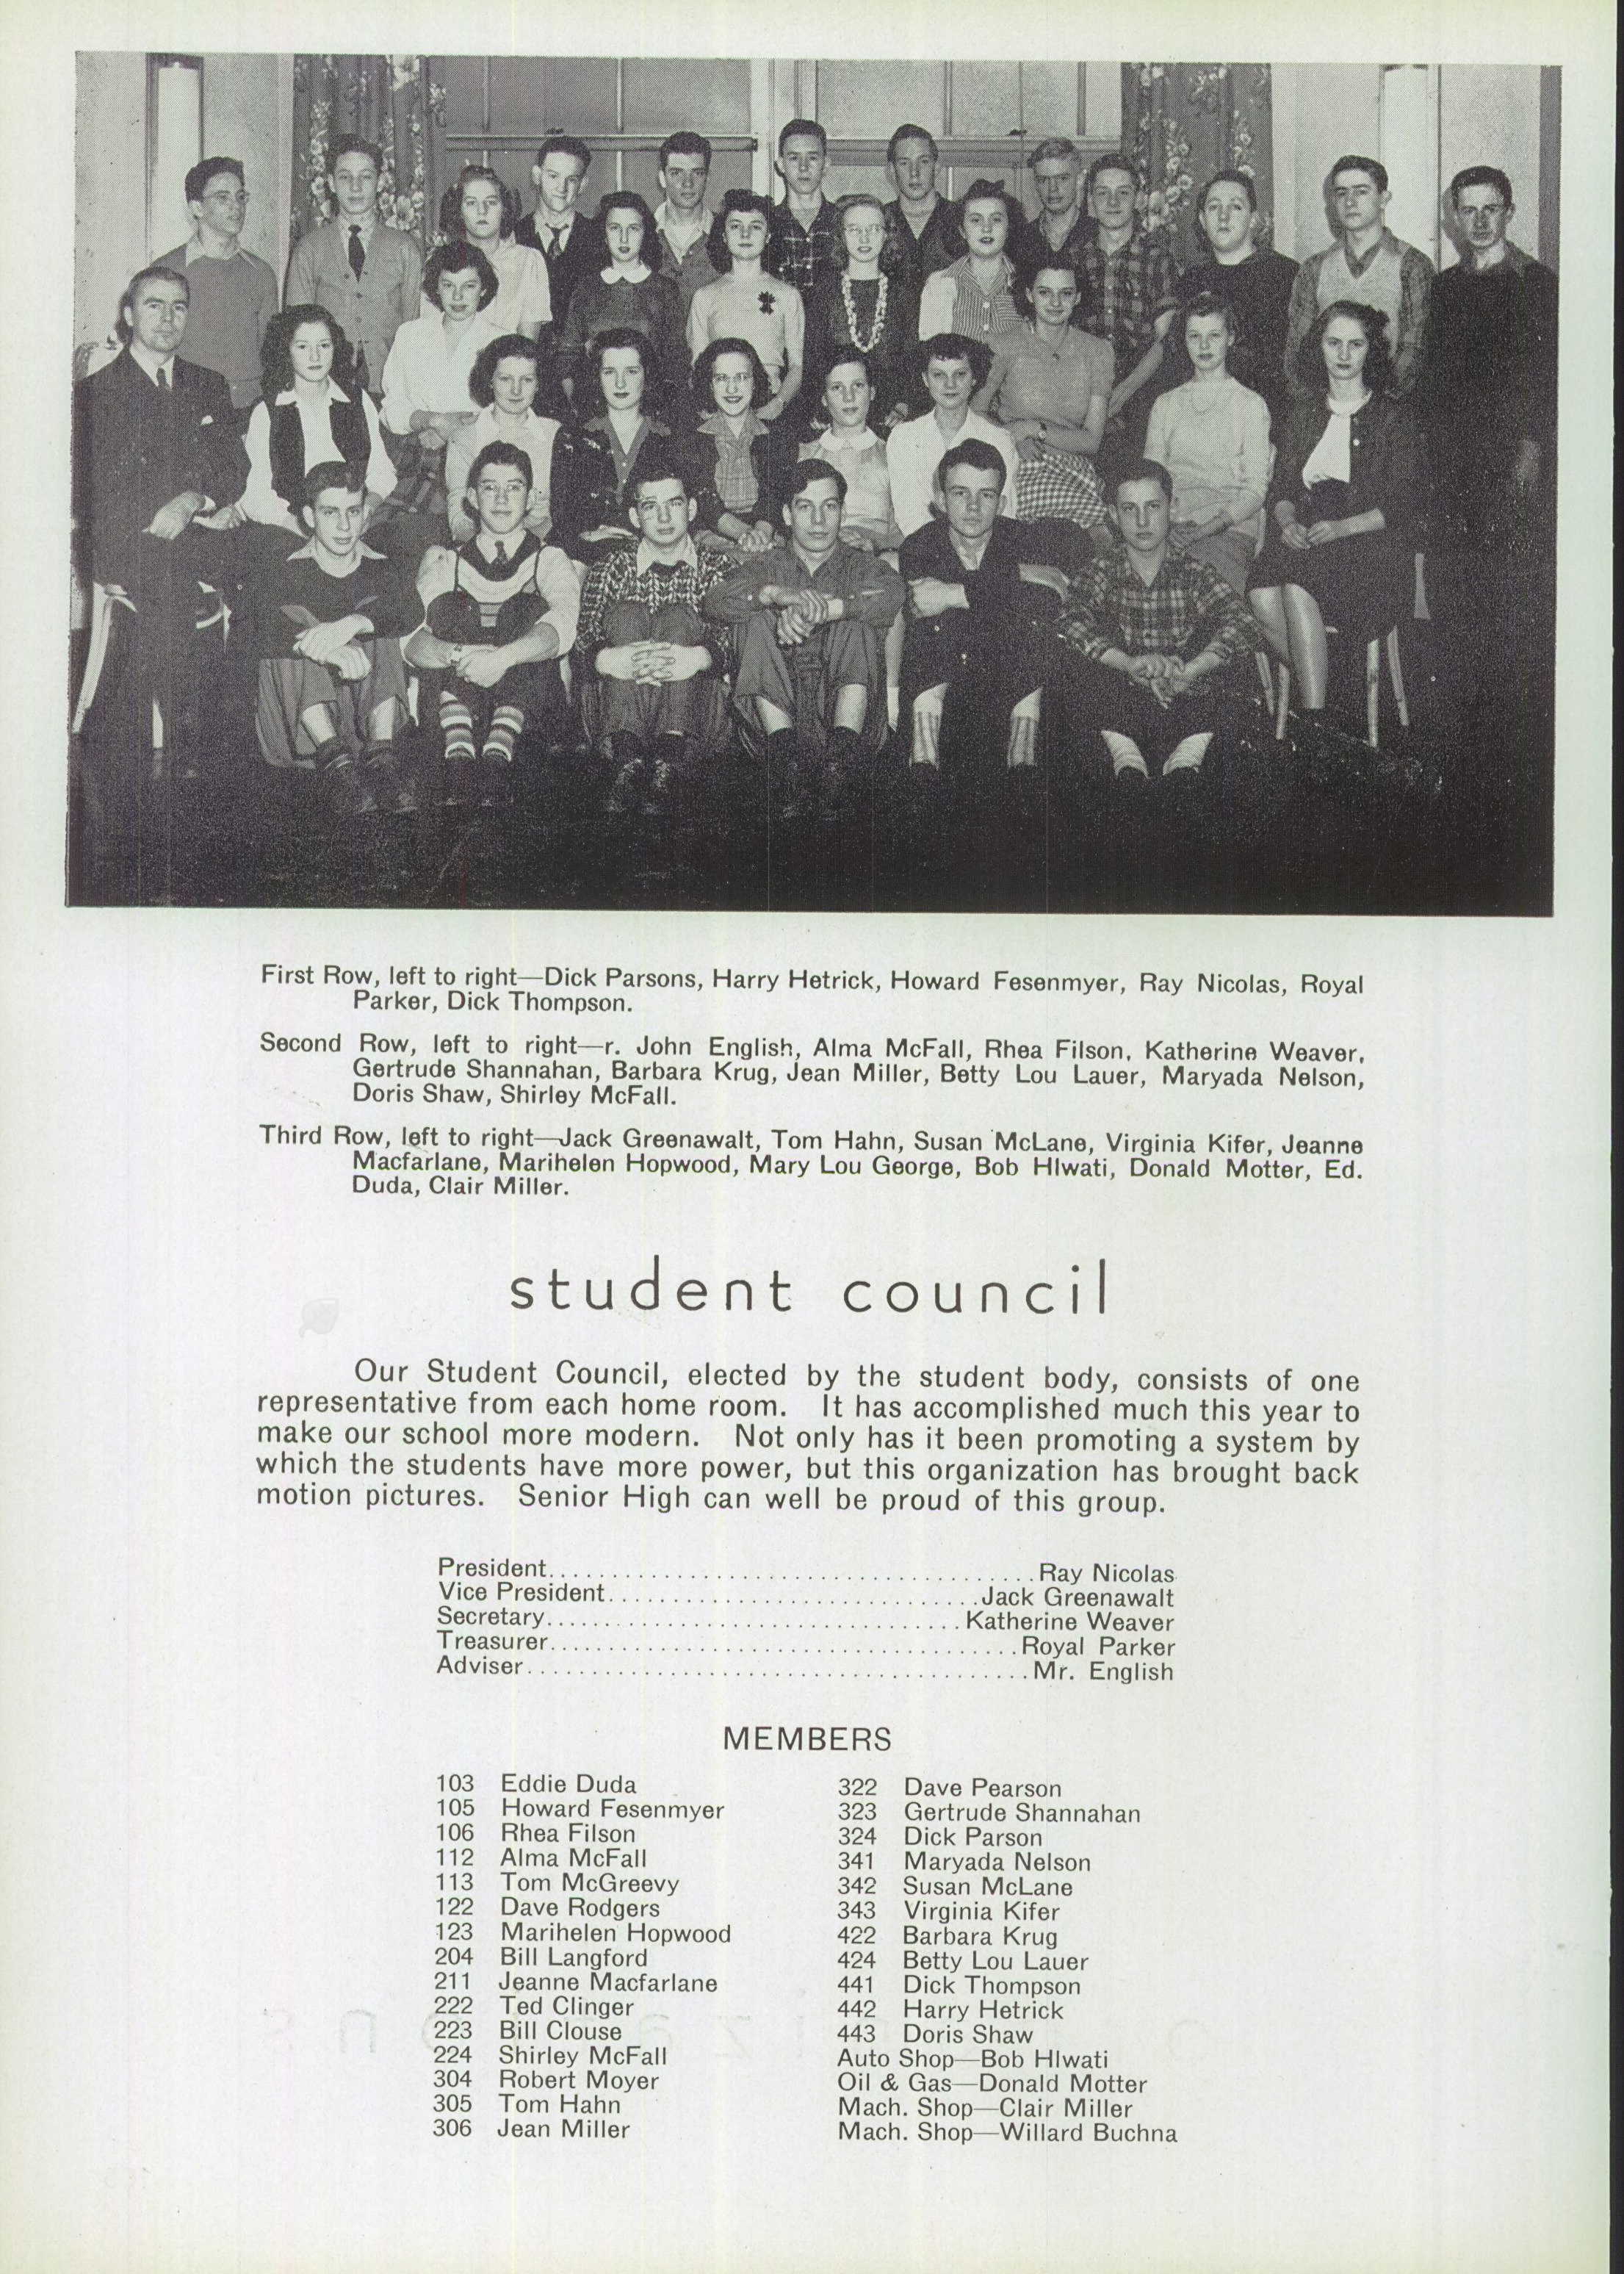 First Row, left to right—Dick Parsons, Harry Hetrick, Howard Fesenmyer, Ray Nicolas, Royal
Parker, Dick Thompson.
Second Row, left to right—r. John English, Alma McFall, Rhea Filson, Katherine Weaver,
Gertrude Shannahan, Barbara Krug, Jean Miller, Betty Lou Lauer, Maryada Nelson,
Doris Shaw, Shirley McFall.
Third Row, left to right—Jack Greenawalt, Tom Hahn, Susan McLane, Virginia Kifer, Jeanne
Macfarlane, Marihelen Hopwood, Mary Lou George, Bob Hlwati, Donald Motter, Ed.
Duda, Clair Miller.
student council
Our Student Council, elected by the student body, consists of one
representative from each home room. It has accomplished much this year to
make our school more modern. Not only has it been promoting a system by
which the students have more power, but this organization has brought back
motion pictures. Senior High can well be proud of this group.
President......................................Ray Nicolas
Vice President.............................Jack Greenawalt
Secretary.................................Katherine Weaver
Treasurer.....................................Royal Parker
Adviser.......................................Mr. English
MEMBERS
103 Eddie Duda
105 Howard Fesenmyer
106 Rhea Filson
112 Alma McFall
113 Tom McGreevy
122 Dave Rodgers
123 Marihelen Hopwood
204 Bill Langford
211 Jeanne Macfarlane
222 Ted Clinger
223 Bill Clouse
224 Shirley McFall
304 Robert Moyer
305 Tom Hahn
306 Jean Miller
322 Dave Pearson
323 Gertrude Shannahan
324 Dick Parson
341 Maryada Nelson
342 Susan McLane
343 Virginia Kifer
422 Barbara Krug
424 Betty Lou Lauer
441 Dick Thompson
442 Harry Hetrick
443 Doris Shaw
Auto Shop—Bob Hlwati
Oil & Gas—Donald Motter
Mach. Shop—Clair Miller
Mach. Shop—Willard Buchna